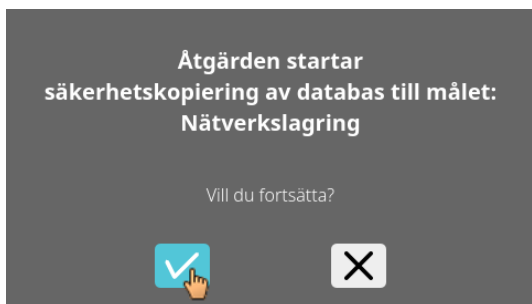 Åtgärden startar
säkerhetskopiering av databas till målet:
Nätverkslagring
Vill du fortsätta?